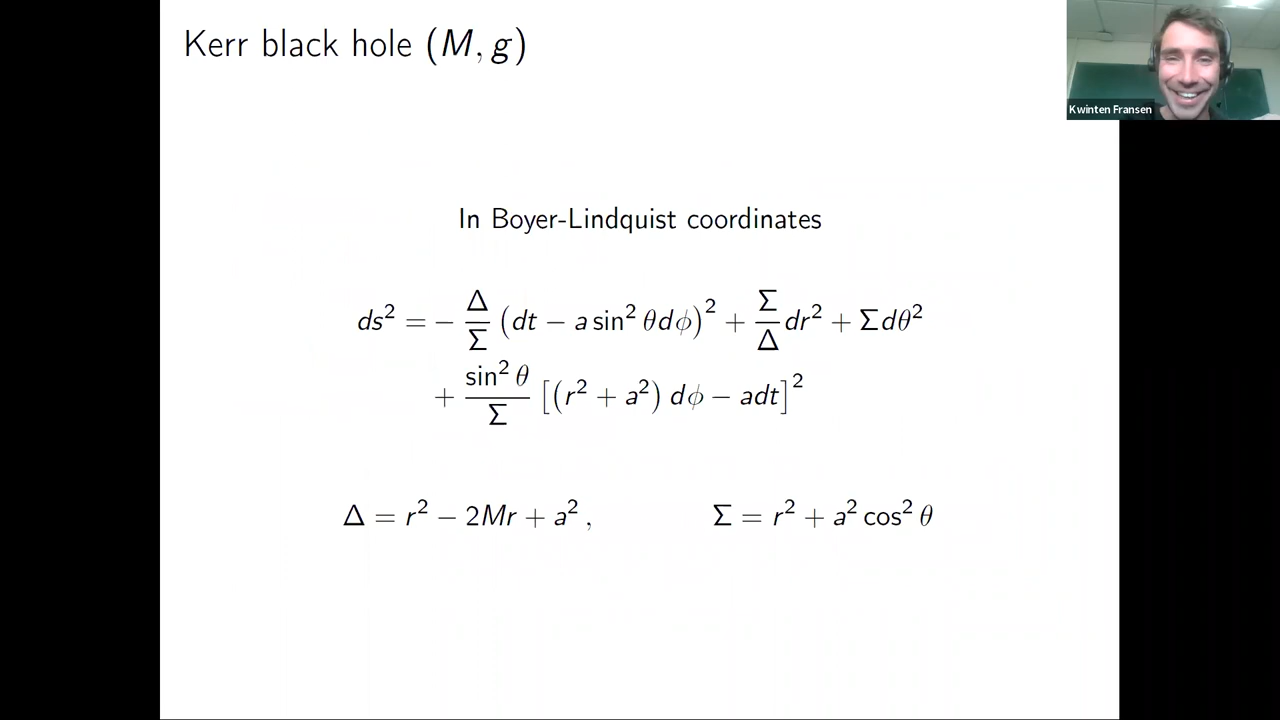 Kerr black hole (M, g)
Kwinten Fransen
In Boyer-Lindquist coordinates
ds² = − Δ/Σ (dt − a sin² θdϕ)² + Σ/Δ dr² + Σdθ²
+ sin² θ/Σ [(r² + a²) dϕ − adt]²
Δ = r² − 2Mr + a² , Σ = r² + a² cos² θ